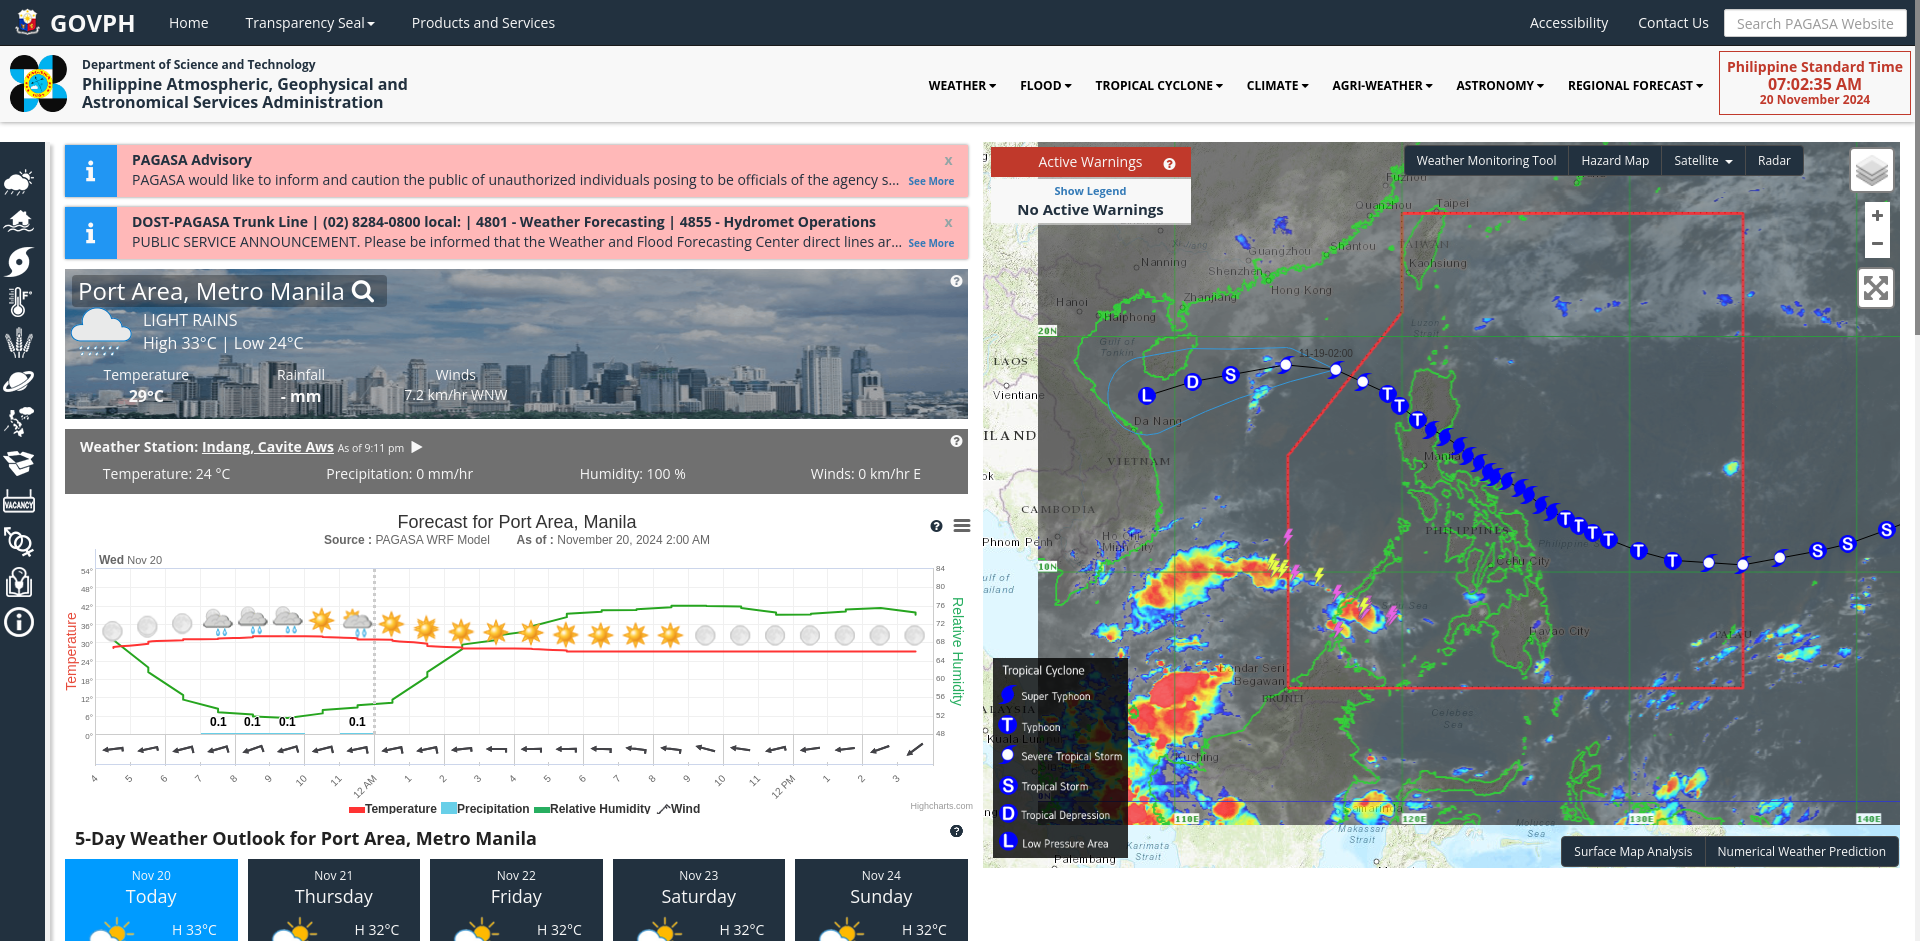 GOVPH
Home
Transparency Seal
Products and Services
Accessibility
Contact Us
Search PAGASA Website
Department of Science and Technology
Philippine Atmospheric, Geophysical and
Astronomical Services Administration
WEATHER
FLOOD
TROPICAL CYCLONE
CLIMATE
AGRI-WEATHER
ASTRONOMY
REGIONAL FORECAST
Philippine Standard Time
07:02:35 AM
20 November 2024
PAGASA Advisory
x
PAGASA would like to inform and caution the public of unauthorized individuals posing to be officials of the agency s...
See More
DOST-PAGASA Trunk Line | (02) 8284-0800 local: | 4801 - Weather Forecasting | 4855 - Hydromet Operations
x
PUBLIC SERVICE ANNOUNCEMENT. Please be informed that the Weather and Flood Forecasting Center direct lines ar...
See More
Port Area, Metro Manila
LIGHT RAINS
High 33°C | Low 24°C
Temperature
29°C
Rainfall
- mm
Winds
7.2 km/hr WNW
Weather Station: Indang, Cavite Aws As of 9:11 pm
Temperature: 24 °C
Precipitation: 0 mm/hr
Humidity: 100 %
Winds: 0 km/hr E
VACANCY
Forecast for Port Area, Manila
Source : PAGASA WRF Model As of : November 20, 2024 2:00 AM
Wed Nov 20
Temperature
54°
48°
42°
36°
30°
24°
18°
12°
6°
0°
84
80
76
72
68
64
60
56
52
48
Relative Humidity
0.1
0.1
0.1
0.1
4
5
6
7
8
9
10
11
12 AM
1
2
3
4
5
6
7
8
9
10
11
12 PM
1
2
3
Temperature
Precipitation
Relative Humidity
Wind
Highcharts.com
5-Day Weather Outlook for Port Area, Metro Manila
Nov 20
Today
H 33°C
Nov 21
Thursday
H 32°C
Nov 22
Friday
H 32°C
Nov 23
Saturday
H 32°C
Nov 24
Sunday
H 32°C
Active Warnings
Show Legend
No Active Warnings
Weather Monitoring Tool
Hazard Map
Satellite
Radar
+
−
Fuzhou
Quanzhou
Taipei
TAIWAN
Kaohsiung
Guangzhou
Shantou
Shenzhen
Hong Kong
Nanning
Zhanjiang
Hanoi
Haiphong
Gulf of
Tonkin
Luzon
Strait
20N
LAOS
Vientiane
11-19-02:00
L
D
S
T
T
T
Da Nang
ILAND
VIETNAM
Manila
CAMBODIA
Phnom Penh
Ho Chi
Minh City
PHILIPPINES
Philippine
T
T
T
T
T
T
S
S
S
Cebu City
10N
ulf of
ailand
Davao City
PALAU
Bandar Seri
Begawan
BRUNEI
Celebes
Sea
Kuching
Samarinda
110E
120E
130E
140E
Makassar
Strait
Molucca
Sea
Karimata
Strait
Palembang
Tropical Cyclone
Super Typhoon
T Typhoon
Severe Tropical Storm
S Tropical Storm
D Tropical Depression
L Low Pressure Area
Surface Map Analysis
Numerical Weather Prediction